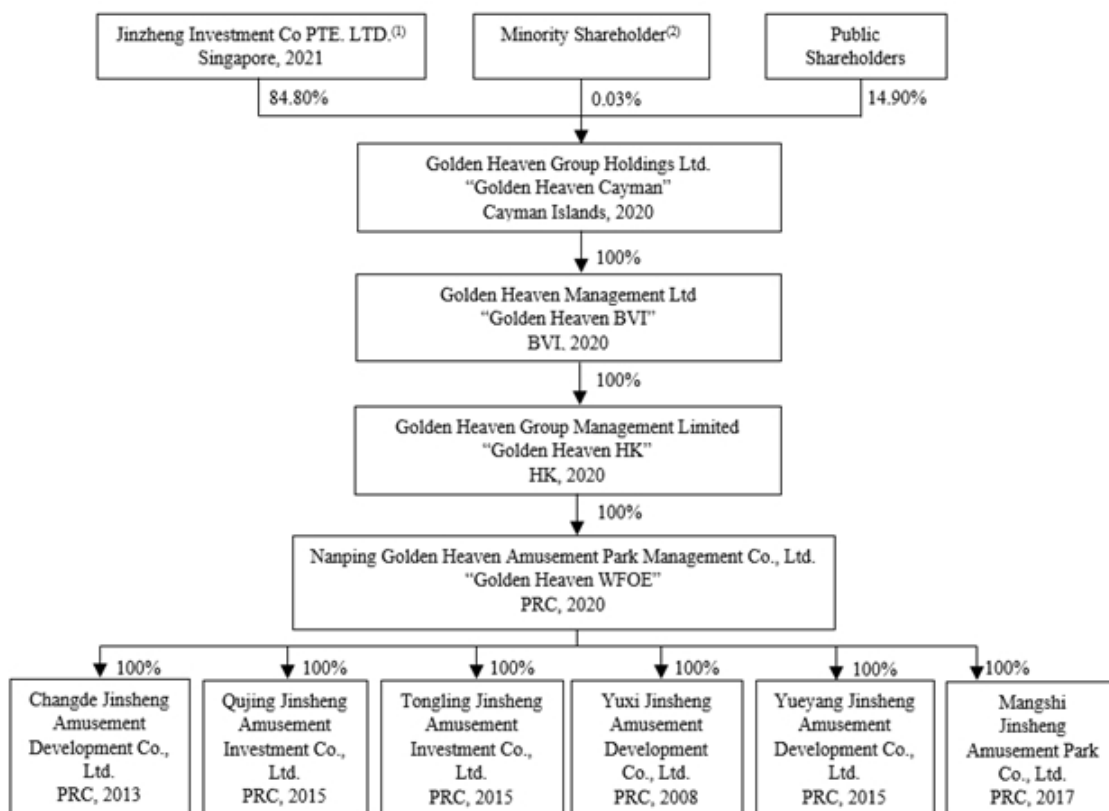 Jinzheng Investment Co PTE. LTD.(1)
Singapore, 2021
Minority Shareholder(2)
Public
Shareholders
84.80%
0.03%
14.90%
Golden Heaven Group Holdings Ltd.
“Golden Heaven Cayman”
Cayman Islands, 2020
100%
Golden Heaven Management Ltd
“Golden Heaven BVI”
BVI, 2020
100%
Golden Heaven Group Management Limited
“Golden Heaven HK”
HK, 2020
100%
Nanping Golden Heaven Amusement Park Management Co., Ltd.
“Golden Heaven WFOE”
PRC, 2020
100%
100%
100%
100%
100%
100%
Changde Jinsheng
Amusement
Development Co.,
Ltd.
PRC, 2013
Qujing Jinsheng
Amusement
Investment Co.,
Ltd.
PRC, 2015
Tongling Jinsheng
Amusement
Investment Co.,
Ltd.
PRC, 2015
Yuxi Jinsheng
Amusement
Development
Co., Ltd.
PRC, 2008
Yueyang Jinsheng
Amusement
Development Co.,
Ltd.
PRC, 2015
Mangshi
Jinsheng
Amusement Park
Co., Ltd.
PRC, 2017